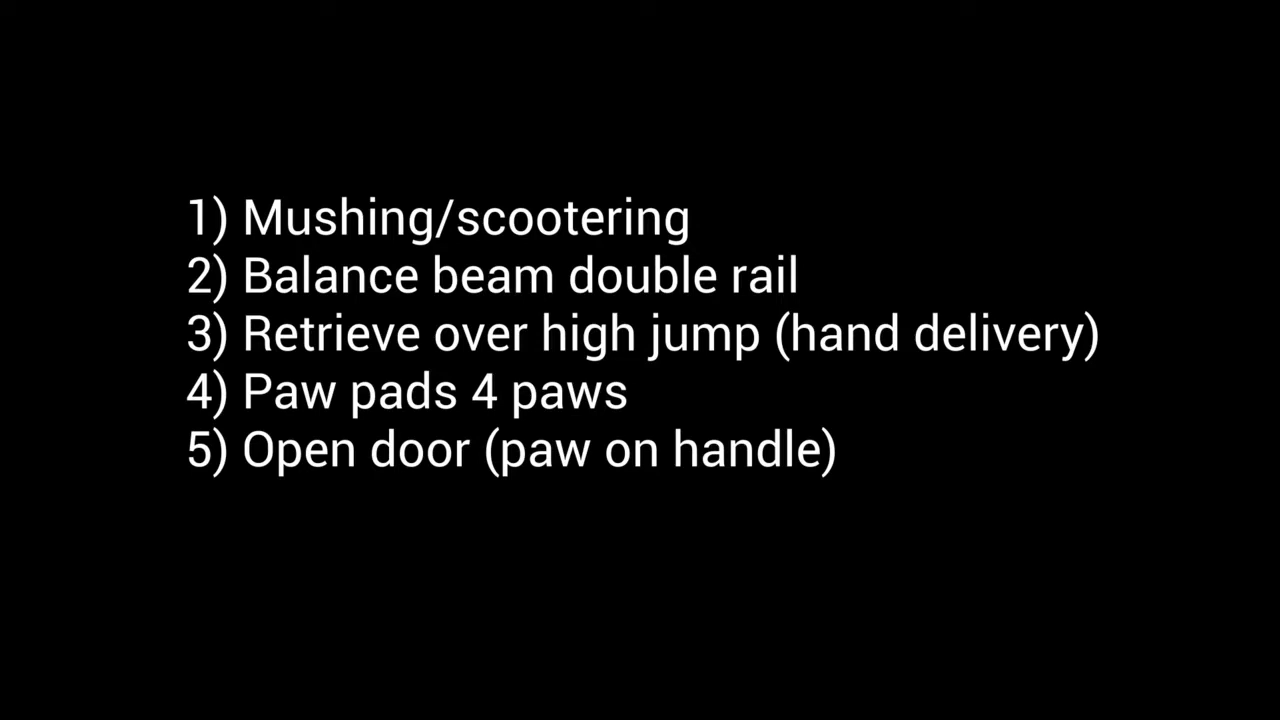 1) Mushing/scootering
2) Balance beam double rail
3) Retrieve over high jump (hand delivery)
4) Paw pads 4 paws
5) Open door (paw on handle)